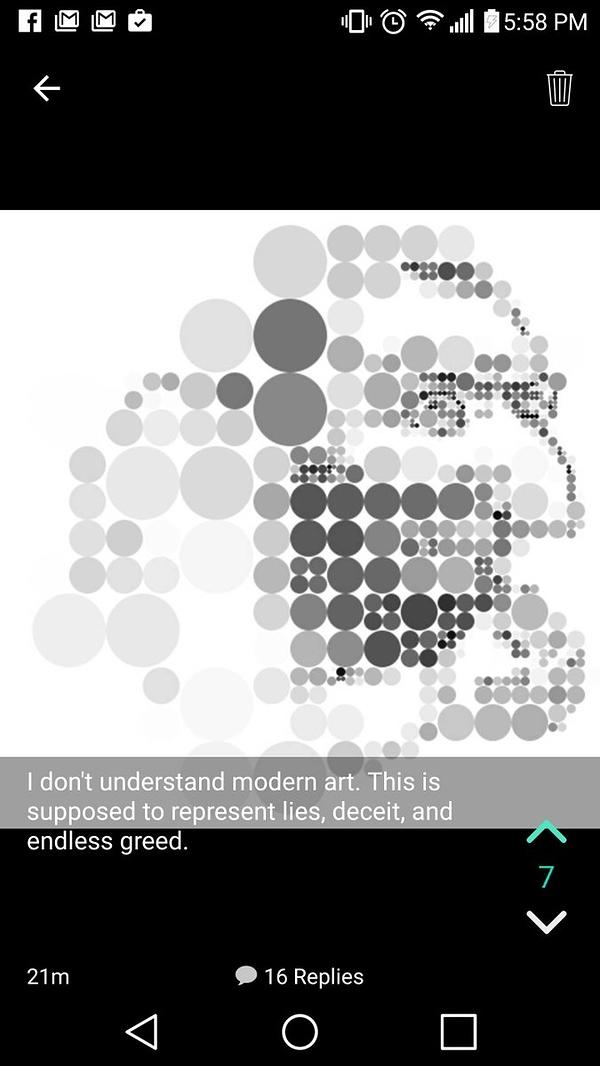 5:58 PM
I don't understand modern art. This is
supposed to represent lies, deceit, and
endless greed.
7
21m
16 Replies